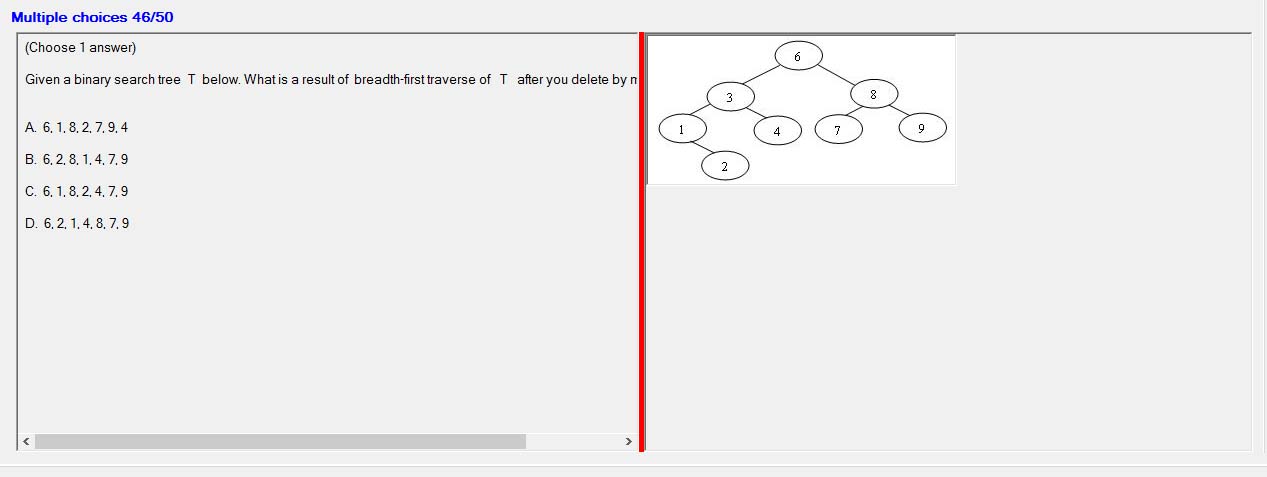 Multiple choices 46/50
(Choose 1 answer)
Given a binary search tree T below. What is a result of breadth-first traverse of T after you delete by
A. 6, 1, 8, 2, 7, 9, 4
B. 6, 2, 8, 1, 4, 7, 9
C. 6, 1, 8, 2, 4, 7, 9
D. 6, 2, 1, 4, 8, 7, 9
6
3 8
1 4 7 9
2